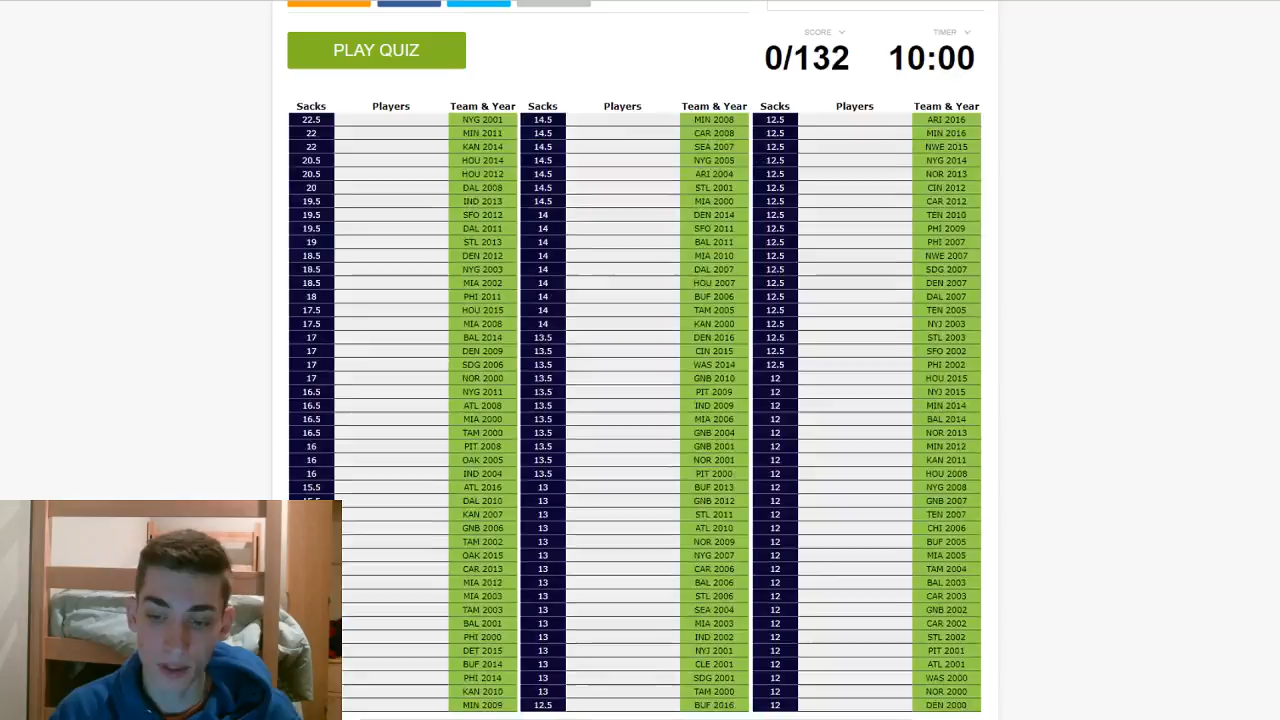 PLAY QUIZ
SCORE TIMER
0/132 10:00
Sacks Players Team & Year Sacks Players Team & Year Sacks Players Team & Year
22.5 NYG 2001 14.5 MIN 2008 12.5 ARI 2016
22 MIN 2011 14.5 CAR 2008 12.5 MIN 2016
22 KAN 2014 14.5 SEA 2007 12.5 NWE 2015
20.5 HOU 2014 14.5 NYG 2005 12.5 NYG 2014
20.5 HOU 2012 14.5 ARI 2004 12.5 NOR 2013
20 DAL 2008 14.5 STL 2001 12.5 CIN 2012
19.5 IND 2013 14.5 MIA 2000 12.5 CAR 2012
19.5 SFO 2012 14 DEN 2014 12.5 TEN 2010
19.5 DAL 2011 14 SFO 2011 12.5 PHI 2009
19 STL 2013 14 BAL 2011 12.5 PHI 2007
18.5 DEN 2012 14 MIA 2010 12.5 NWE 2007
18.5 NYG 2003 14 DAL 2007 12.5 SDG 2007
18.5 MIA 2002 14 HOU 2007 12.5 DEN 2007
18 PHI 2011 14 BUF 2006 12.5 DAL 2007
17.5 HOU 2015 14 TAM 2005 12.5 TEN 2005
17.5 MIA 2008 14 KAN 2000 12.5 NYJ 2003
17 BAL 2014 13.5 DEN 2016 12.5 STL 2003
17 DEN 2009 13.5 CIN 2015 12.5 SFO 2002
17 SDG 2006 13.5 WAS 2014 12.5 PHI 2002
17 NOR 2000 13.5 GNB 2010 12 HOU 2015
16.5 NYG 2011 13.5 PIT 2009 12 NYJ 2015
16.5 ATL 2008 13.5 IND 2009 12 MIN 2014
16.5 MIA 2000 13.5 MIA 2006 12 BAL 2014
16.5 TAM 2000 13.5 GNB 2004 12 NOR 2013
16 PIT 2008 13.5 GNB 2001 12 MIN 2012
16 OAK 2005 13.5 NOR 2001 12 KAN 2011
16 IND 2004 13.5 PIT 2000 12 HOU 2008
15.5 ATL 2016 13 BUF 2013 12 NYG 2008
DAL 2010 13 GNB 2012 12 GNB 2007
KAN 2007 13 STL 2011 12 TEN 2007
GNB 2006 13 ATL 2010 12 CHI 2006
TAM 2002 13 NOR 2009 12 BUF 2005
OAK 2015 13 NYG 2007 12 MIA 2005
CAR 2013 13 CAR 2006 12 TAM 2004
MIA 2012 13 BAL 2006 12 BAL 2003
MIA 2003 13 STL 2006 12 CAR 2003
TAM 2003 13 SEA 2004 12 GNB 2002
BAL 2001 13 MIA 2003 12 CAR 2002
PHI 2000 13 IND 2002 12 STL 2002
DET 2015 13 NYJ 2001 12 PIT 2001
BUF 2014 13 CLE 2001 12 ATL 2001
PHI 2014 13 SDG 2001 12 WAS 2000
KAN 2010 13 TAM 2000 12 NOR 2000
MIN 2009 12.5 BUF 2016 12 DEN 2000